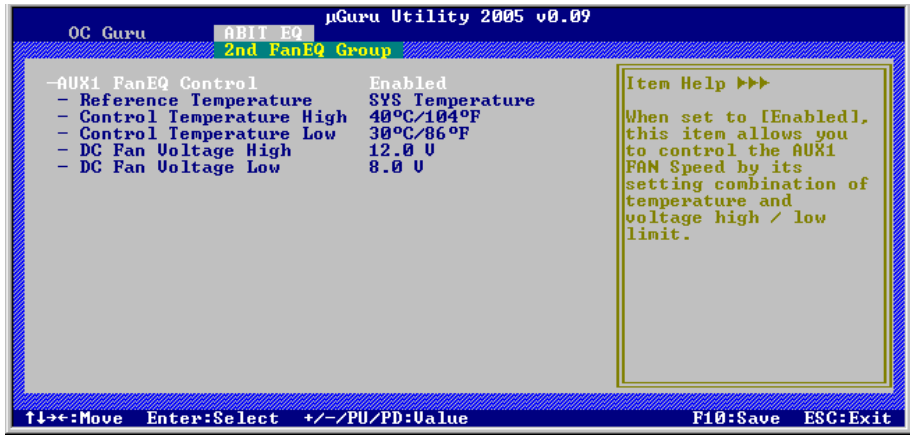 µGuru Utility 2005 v0.09
OC Guru ABIT EQ
2nd FanEQ Group
—AUX1 FanEQ Control Enabled
- Reference Temperature SYS Temperature
- Control Temperature High 40ºC/104ºF
- Control Temperature Low 30ºC/86ºF
- DC Fan Voltage High 12.0 V
- DC Fan Voltage Low 8.0 V
Item Help ►►►
When set to [Enabled],
this item allows you
to control the AUX1
FAN Speed by its
setting combination of
temperature and
voltage high / low
limit.
↑↓→←:Move Enter:Select +/-/PU/PD:Value F10:Save ESC:Exit